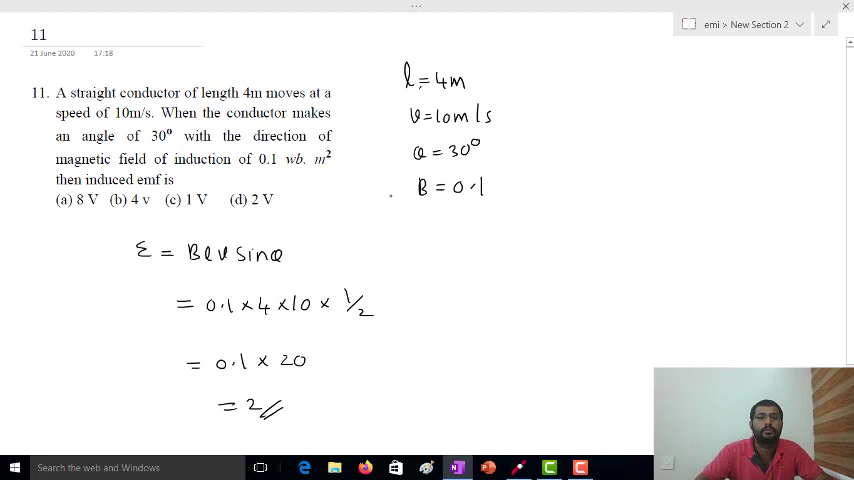 emi > New Section 2
11
21 June 2020 17:18
11. A straight conductor of length 4m moves at a
speed of 10m/s. When the conductor makes
an angle of 30⁰ with the direction of
magnetic field of induction of 0.1 wb. m²
then induced emf is
(a) 8 V (b) 4 v (c) 1 V (d) 2 V
l = 4m
v = 10m/s
θ = 30⁰
B = 0.1
ε = Blv sinθ
= 0.1 × 4 × 10 × 1/2
= 0.1 × 20
= 2//
Search the web and Windows